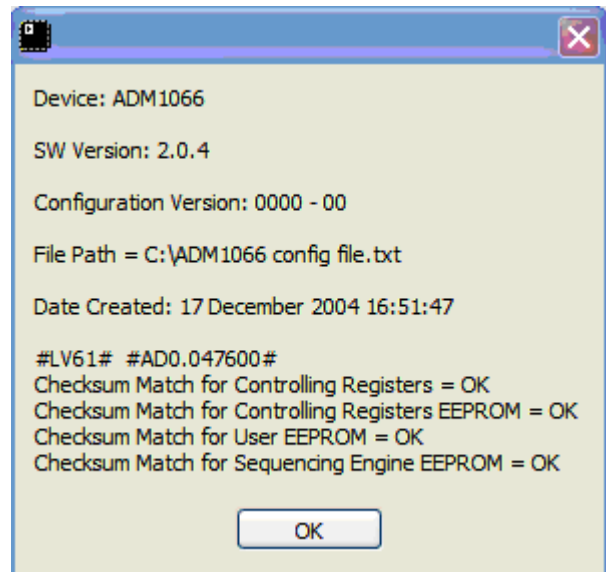 Device: ADM1066
SW Version: 2.0.4
Configuration Version: 0000 - 00
File Path = C:\ADM1066 config file.txt
Date Created: 17 December 2004 16:51:47
#LV61# #AD0.047600#
Checksum Match for Controlling Registers = OK
Checksum Match for Controlling Registers EEPROM = OK
Checksum Match for User EEPROM = OK
Checksum Match for Sequencing Engine EEPROM = OK
OK